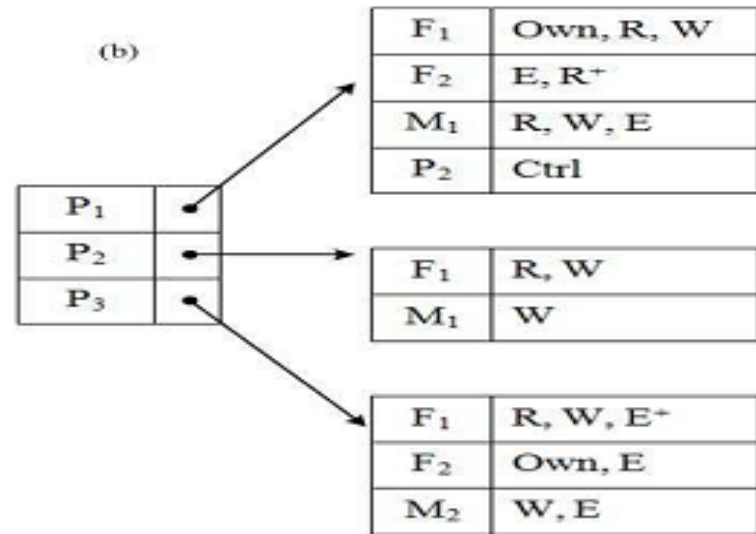 (b)
P₁
P₂
P₃
F₁ Own, R, W
F₂ E, R⁺
M₁ R, W, E
P₂ Ctrl
F₁ R, W
M₁ W
F₁ R, W, E⁺
F₂ Own, E
M₂ W, E